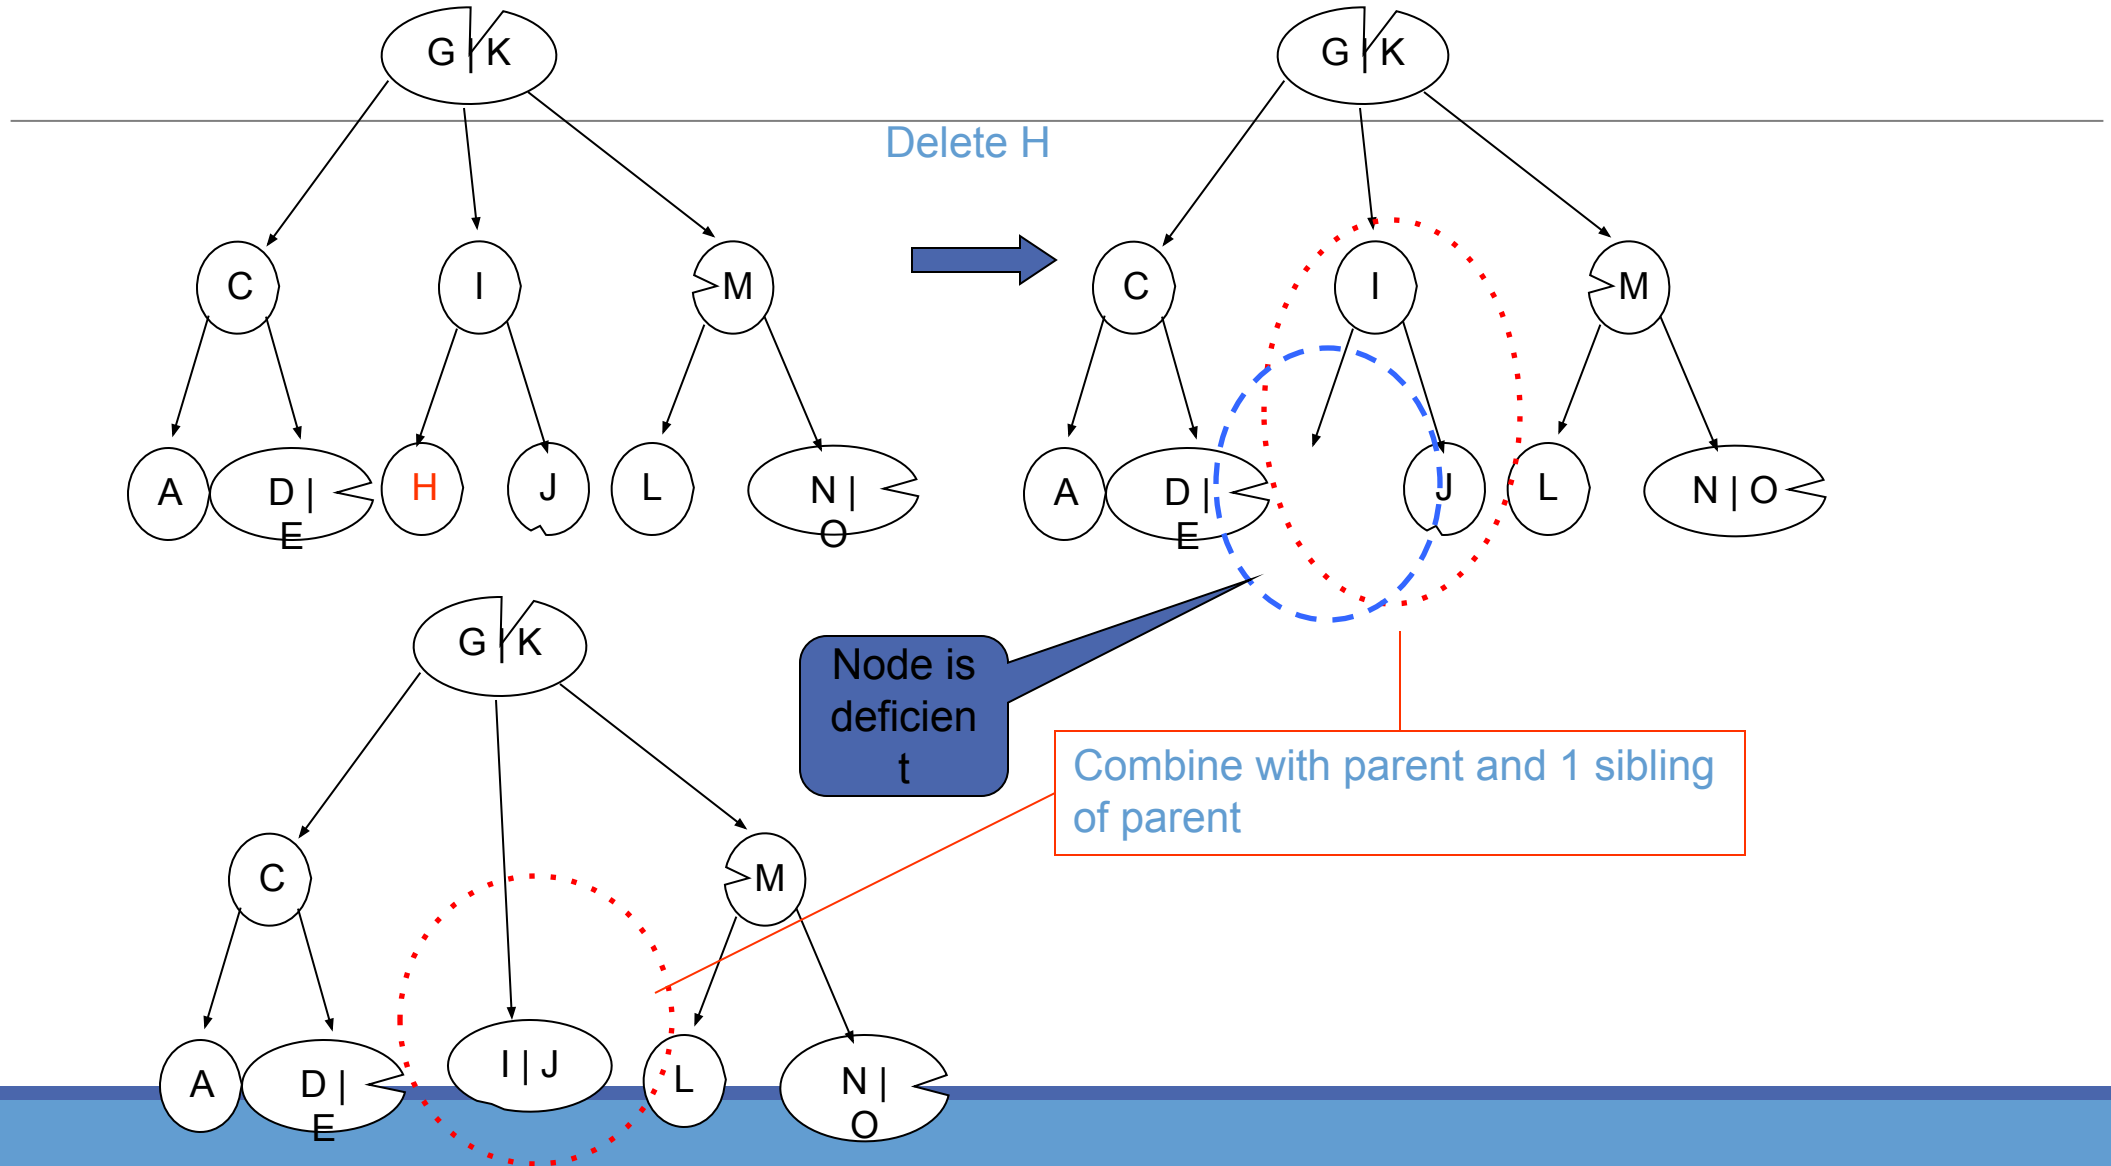 G | K
G | K
Delete H
C
I
M
C
I
M
A
D |
E
H
J
L
N |
O
A
D |
E
J
L
N | O
G | K
Node is
deficien
t
Combine with parent and 1 sibling
of parent
C
M
A
D |
E
I | J
L
N |
O